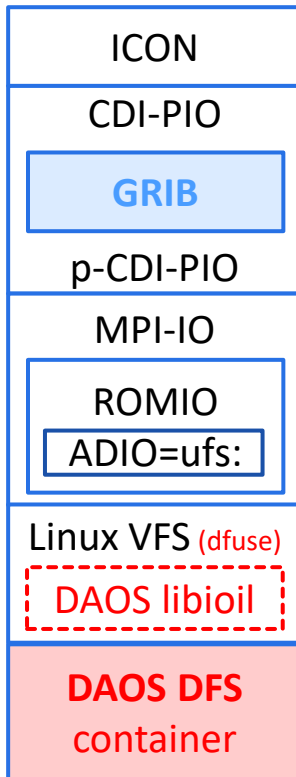 ICON
CDI-PIO
GRIB
p-CDI-PIO
MPI-IO
ROMIO
ADIO=ufs:
Linux VFS (dfuse)
DAOS libioil
DAOS DFS
container